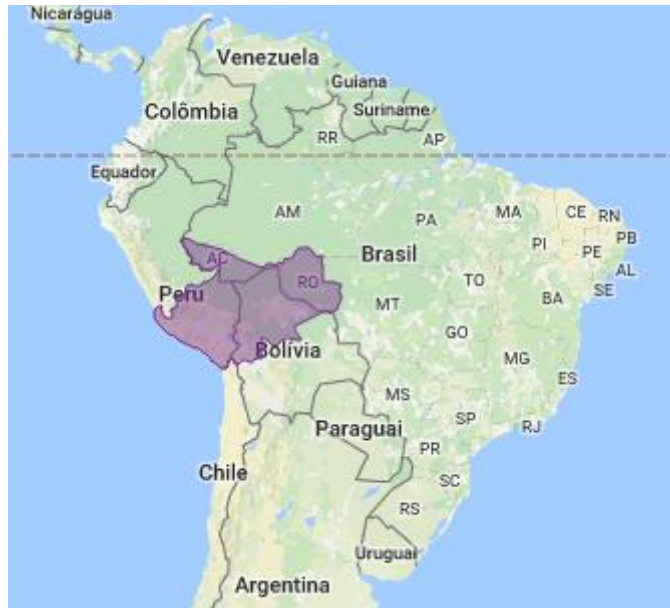 Nicarágua
Venezuela
Guiana
Colômbia
Suriname
RR
AP
Equador
AM
PA
MA
CE
RN
PB
PI
PE
Brasil
AC
AL
TO
RO
SE
Peru
MT
BA
GO
Bolívia
MG
ES
MS
SP
Paraguai
RJ
PR
Chile
SC
RS
Uruguai
Argentina